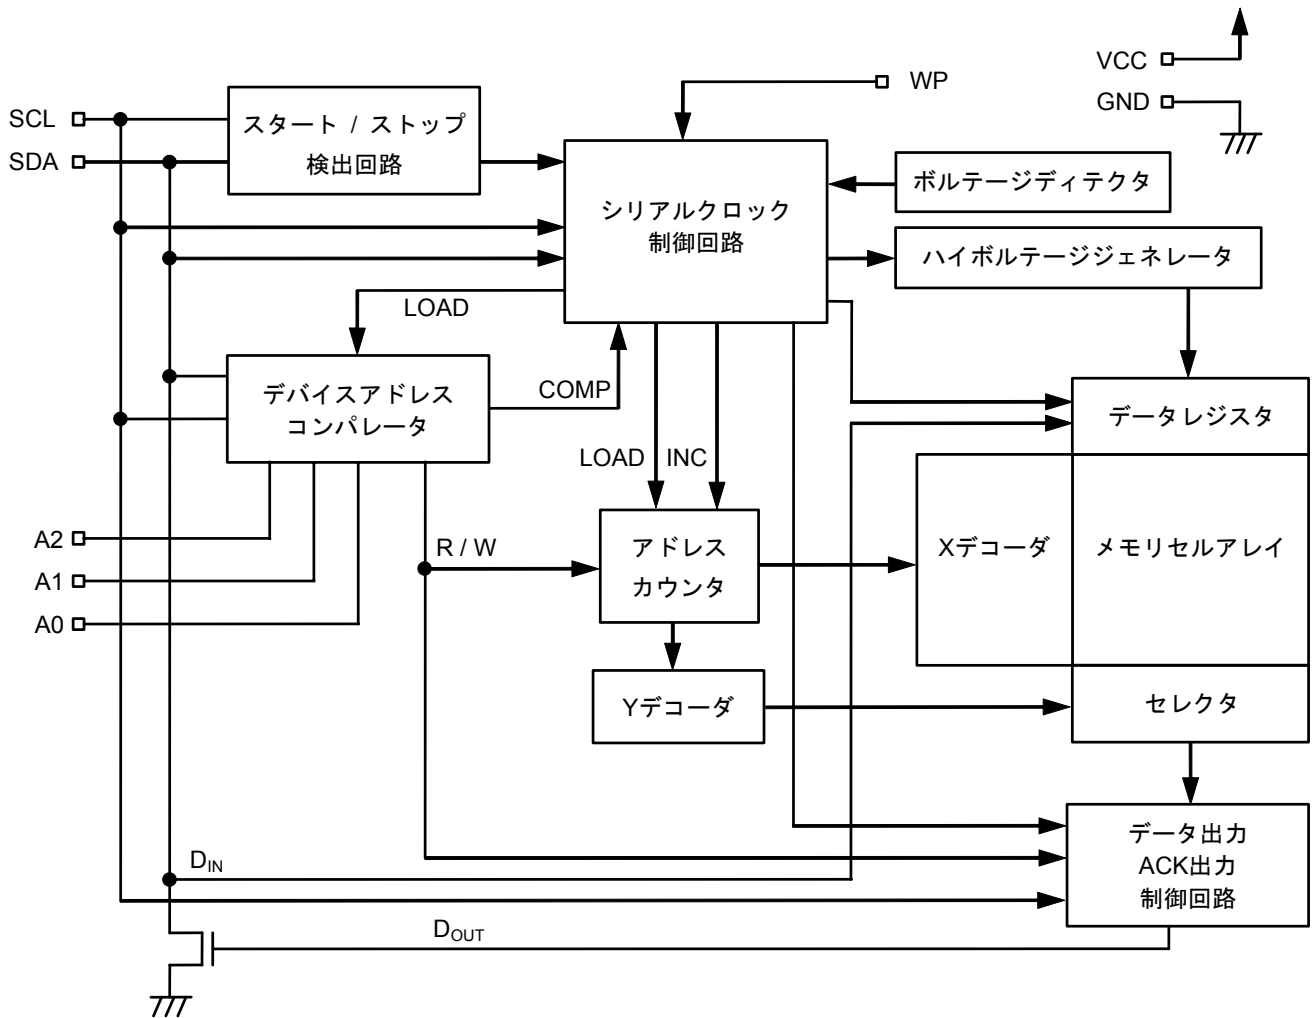 VCC
WP
GND
SCL
スタート / ストップ
検出回路
SDA
ボルテージディテクタ
シリアルクロック
制御回路
ハイボルテージジェネレータ
LOAD
COMP
デバイスアドレス
コンパレータ
データレジスタ
LOAD
INC
A2
A1
A0
R / W
アドレス
カウンタ
Xデコーダ
メモリセルアレイ
Yデコーダ
セレクタ
データ出力
ACK出力
制御回路
DIN
DOUT